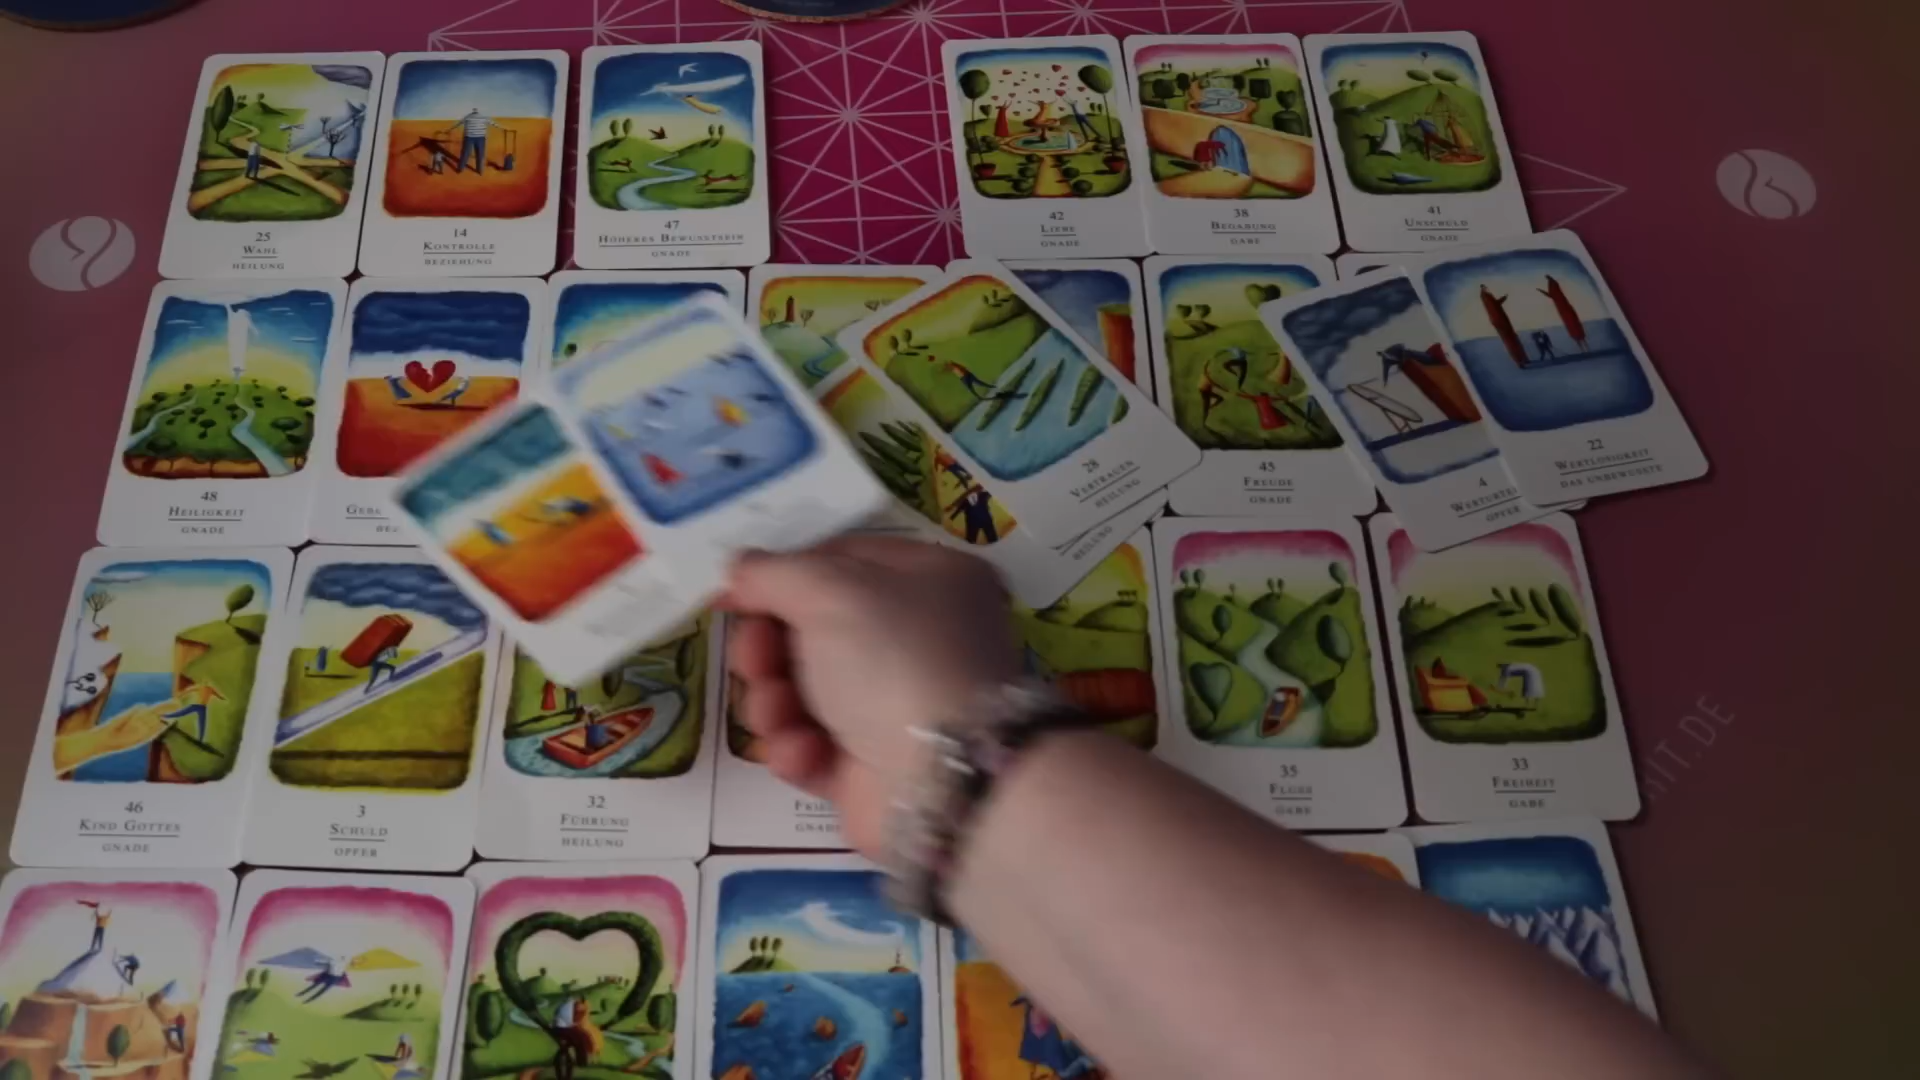 25
WAHL
HEILUNG
14
KONTROLLE
BEZIEHUNG
47
HÖHERES BEWUSSTSEIN
GNADE
42
LIEBE
GNADE
38
BEGABUNG
GABE
41
UNSCHULD
GNADE
48
HEILIGKEIT
GNADE
28
VERTRAUEN
HEILUNG
HEILUNG
45
FREUDE
GNADE
4
OPFER
22
WERTLOSIGKEIT
DAS UNBEWUSSTE
46
KIND GOTTES
GNADE
3
SCHULD
OPFER
32
FÜHRUNG
HEILUNG
35
GABE
33
FREIHEIT
GABE